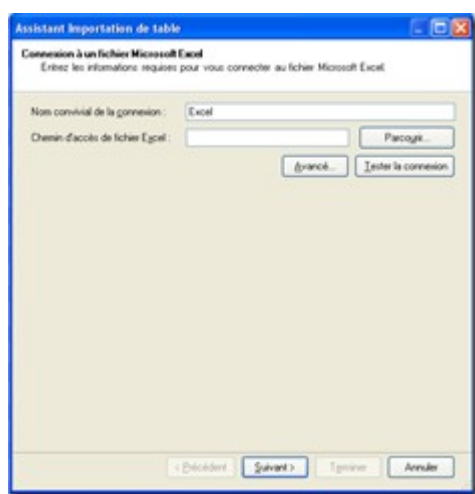 Assistant Importation de table
Connexion à un fichier Microsoft Excel
Entrez les informations requises pour vous connecter au fichier Microsoft Excel.
Nom convivial de la connexion : Excel
Chemin d'accès de fichier Excel : Parcourir...
Avancé... Tester la connexion
< Précédent Suivant > Terminer Annuler